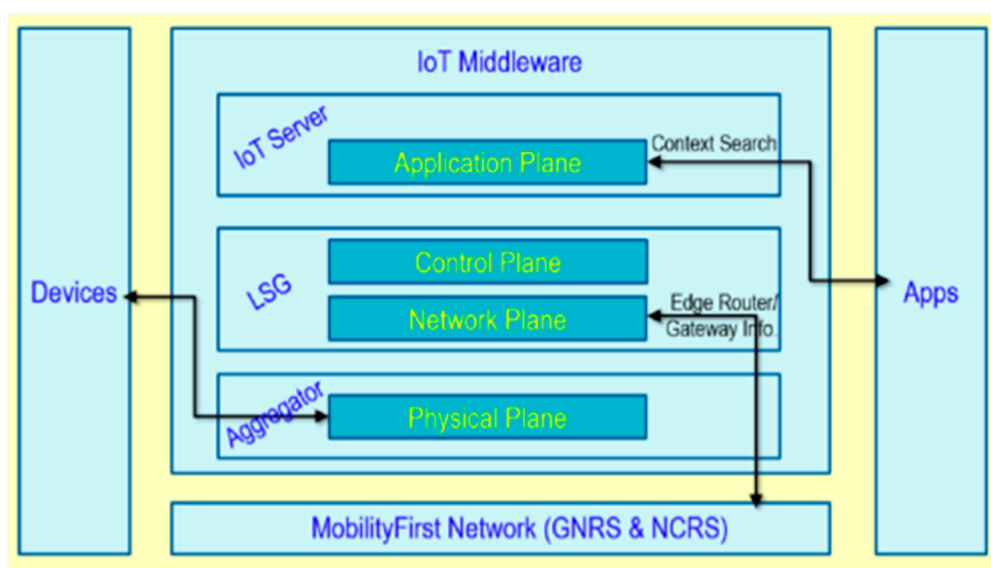 IoT Middleware
IoT Server
Application Plane
Context Search
LSG
Control Plane
Network Plane
Edge Router/
Gateway Info.
Aggregator
Physical Plane
Devices
Apps
MobilityFirst Network (GNRS & NCRS)